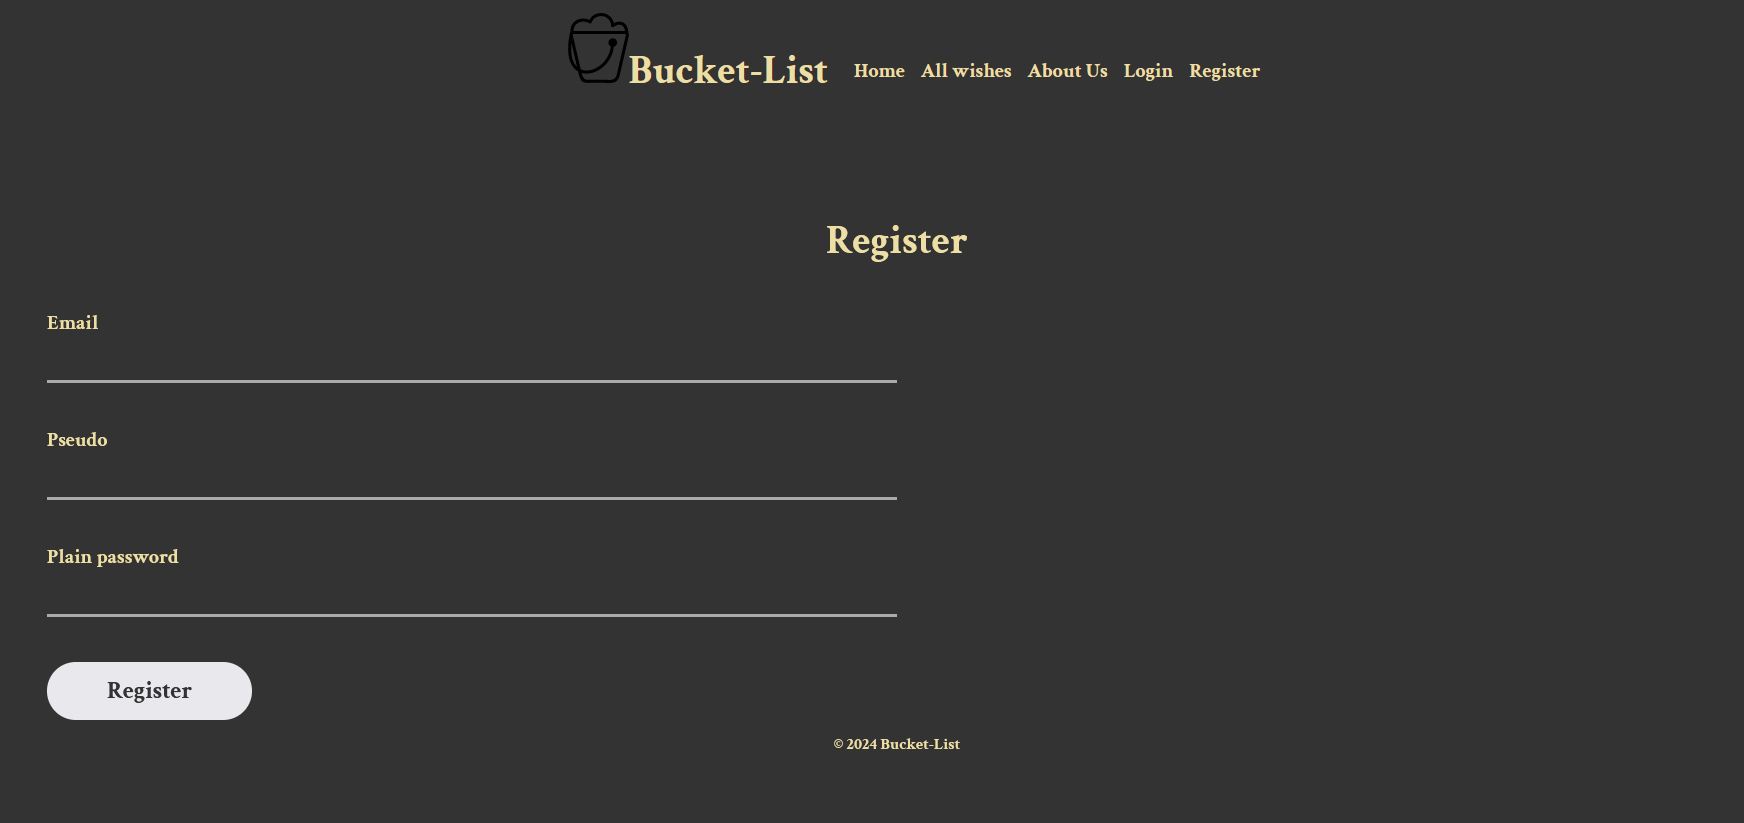 Bucket-List Home All wishes About Us Login Register
Register
Email
Pseudo
Plain password
Register
© 2024 Bucket-List